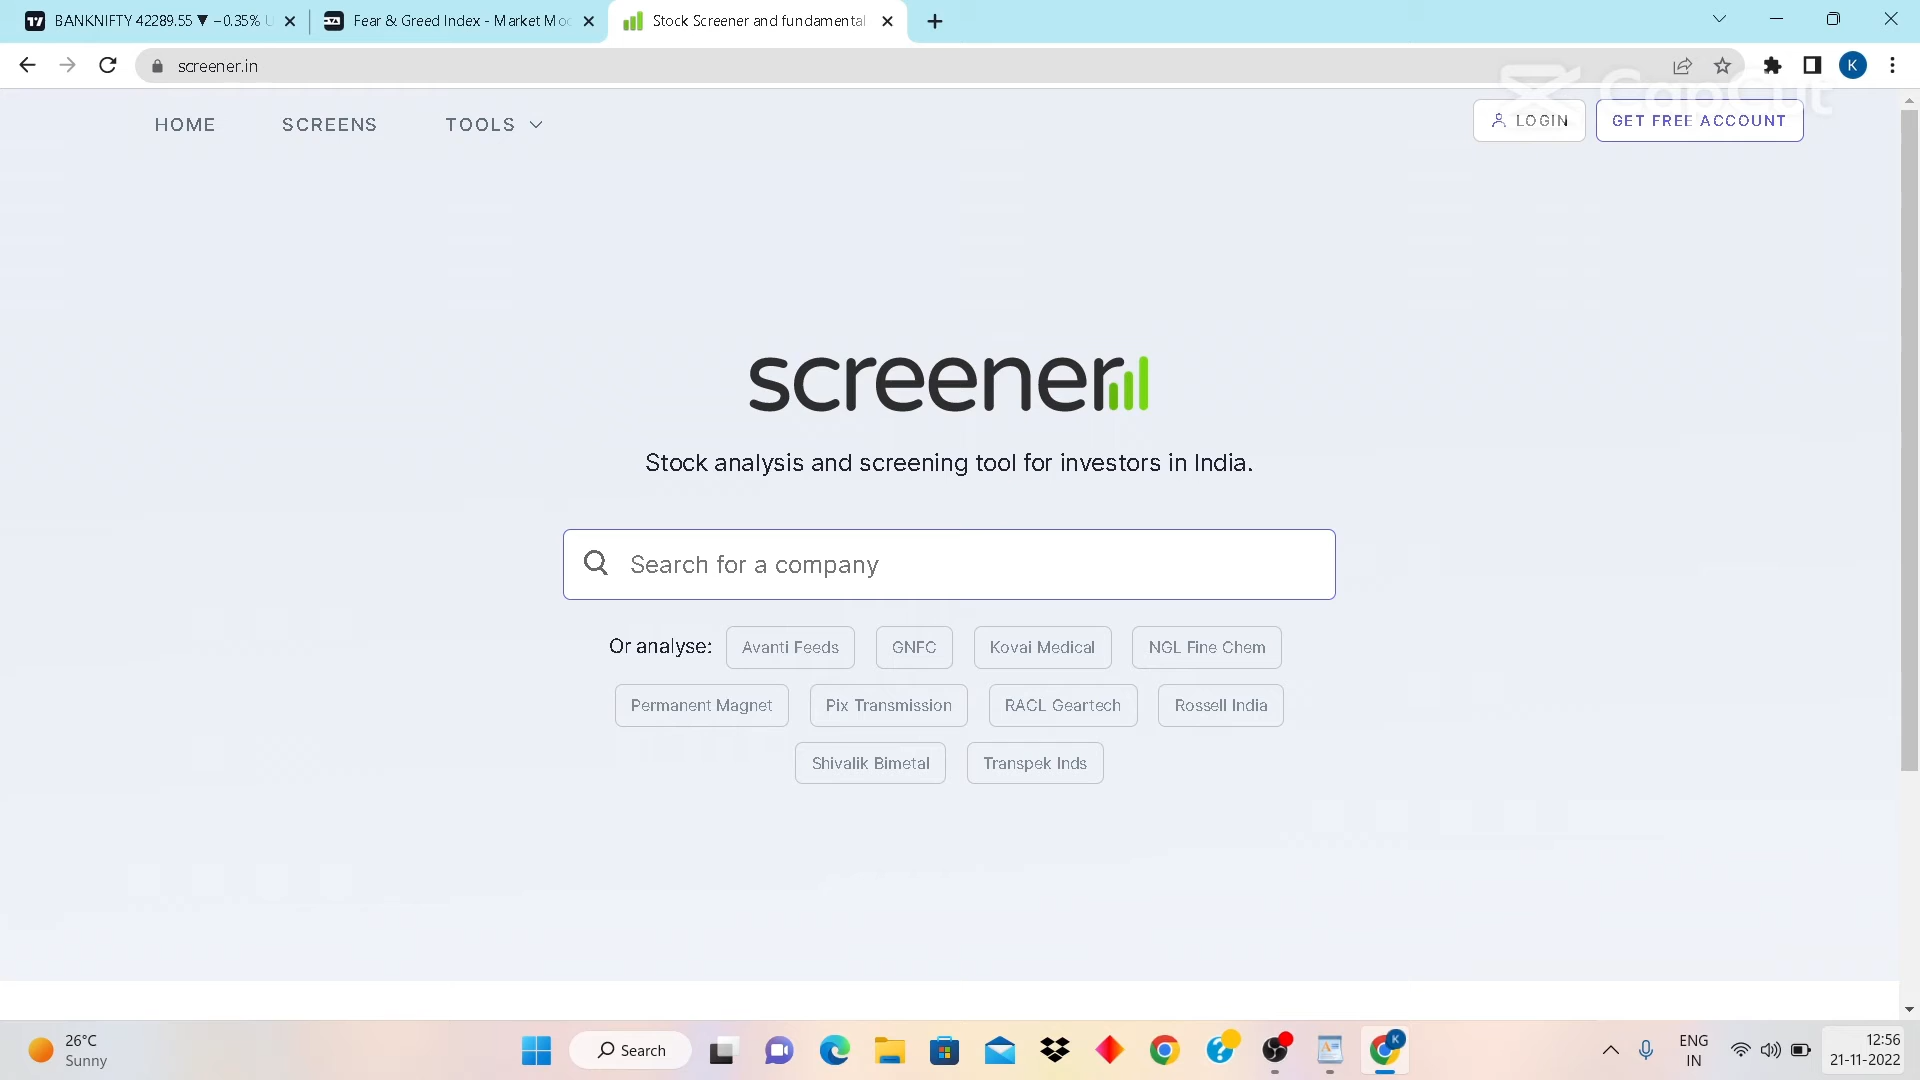 BANKNIFTY 42289.55 ▼ −0.35% U
Fear & Greed Index - Market Moo
Stock Screener and fundamental
screener.in
K
CapCut
HOME SCREENS TOOLS
LOGIN GET FREE ACCOUNT
screener
Stock analysis and screening tool for investors in India.
Search for a company
Or analyse: Avanti Feeds GNFC Kovai Medical NGL Fine Chem
Permanent Magnet Pix Transmission RACL Geartech Rossell India
Shivalik Bimetal Transpek Inds
26°C
Sunny
Search
K
ENG
IN
12:56
21-11-2022